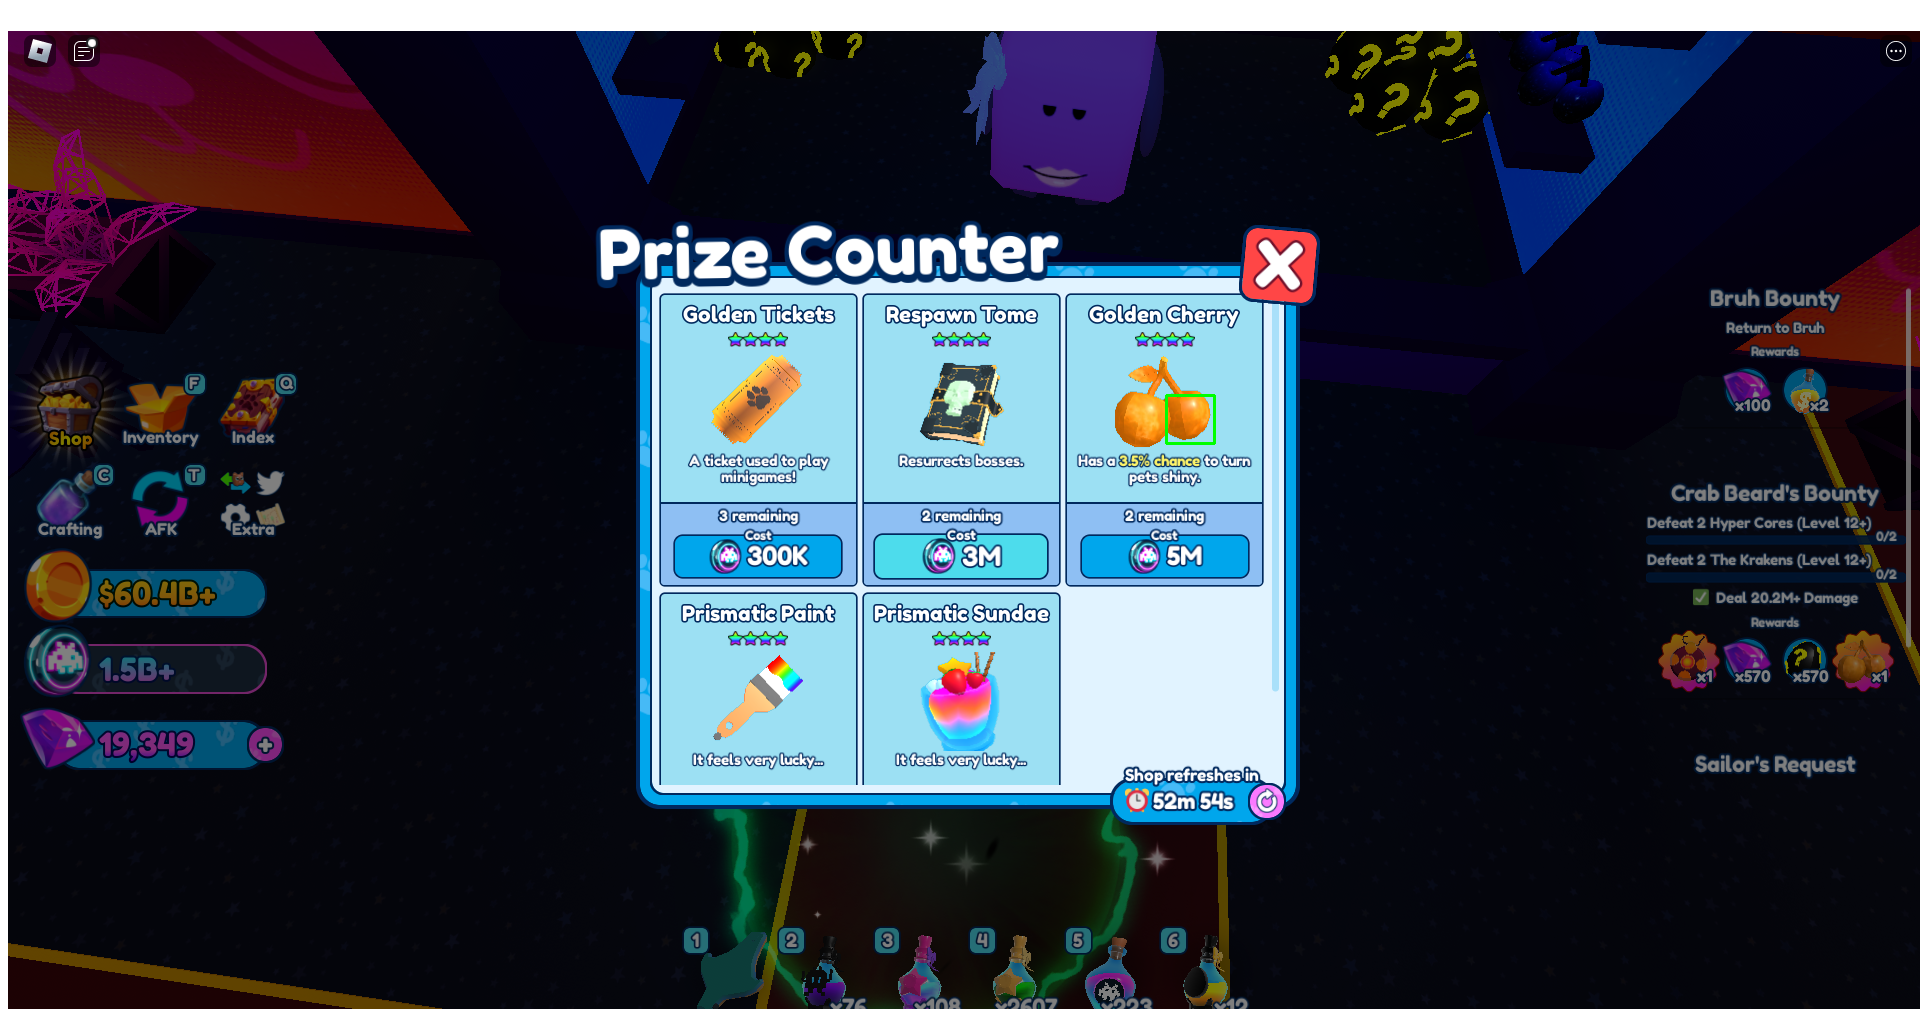 Prize Counter
Golden Tickets
A ticket used to play
minigames!
3 remaining
Cost
300K
Respawn Tome
Resurrects bosses.
2 remaining
Cost
3M
Golden Cherry
Has a 3.5% chance to turn
pets shiny.
2 remaining
Cost
5M
Prismatic Paint
It feels very lucky...
Prismatic Sundae
It feels very lucky...
Shop refreshes in
52m 54s
Shop
F
Inventory
Q
Index
C
Crafting
T
AFK
Extra
$60.4B+
1.5B+
19,349
Bruh Bounty
Return to Bruh
Rewards
x100
x2
Crab Beard's Bounty
Defeat 2 Hyper Cores (Level 12+)
0/2
Defeat 2 The Krakens (Level 12+)
0/2
Deal 20.2M+ Damage
Rewards
x1
x570
x570
x1
Sailor's Request
1
2
3
4
5
6
x76
x108
x2607
x223
x12